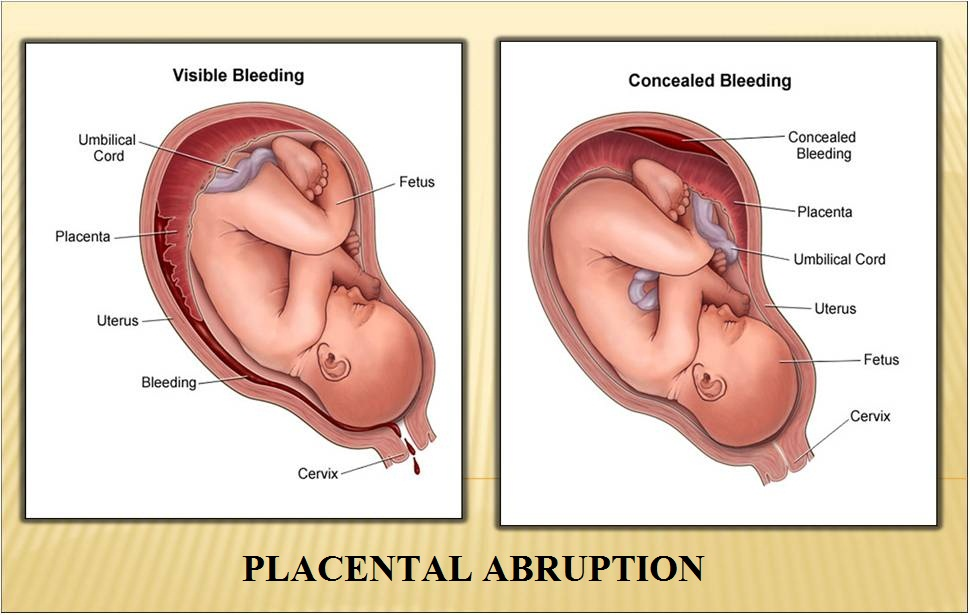 Visible Bleeding
Umbilical
Cord
Fetus
Placenta
Uterus
Bleeding
Cervix
Concealed Bleeding
Concealed
Bleeding
Placenta
Umbilical Cord
Uterus
Fetus
Cervix
PLACENTAL ABRUPTION